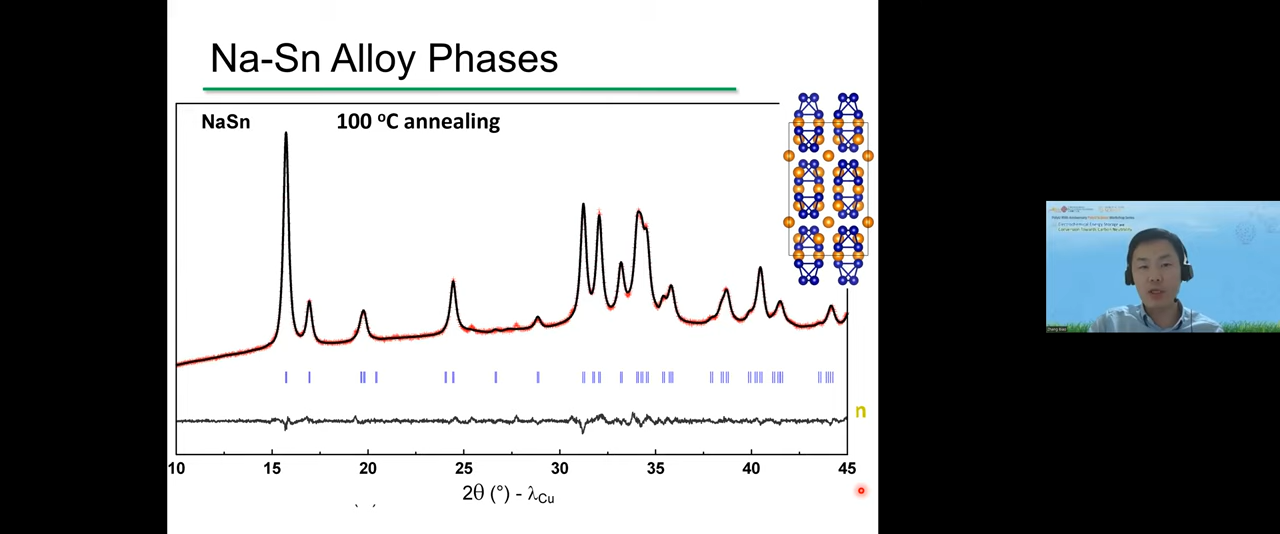 Na-Sn Alloy Phases
NaSn
100 °C annealing
n
10 15 20 25 30 35 40 45
2θ (°) - λCu